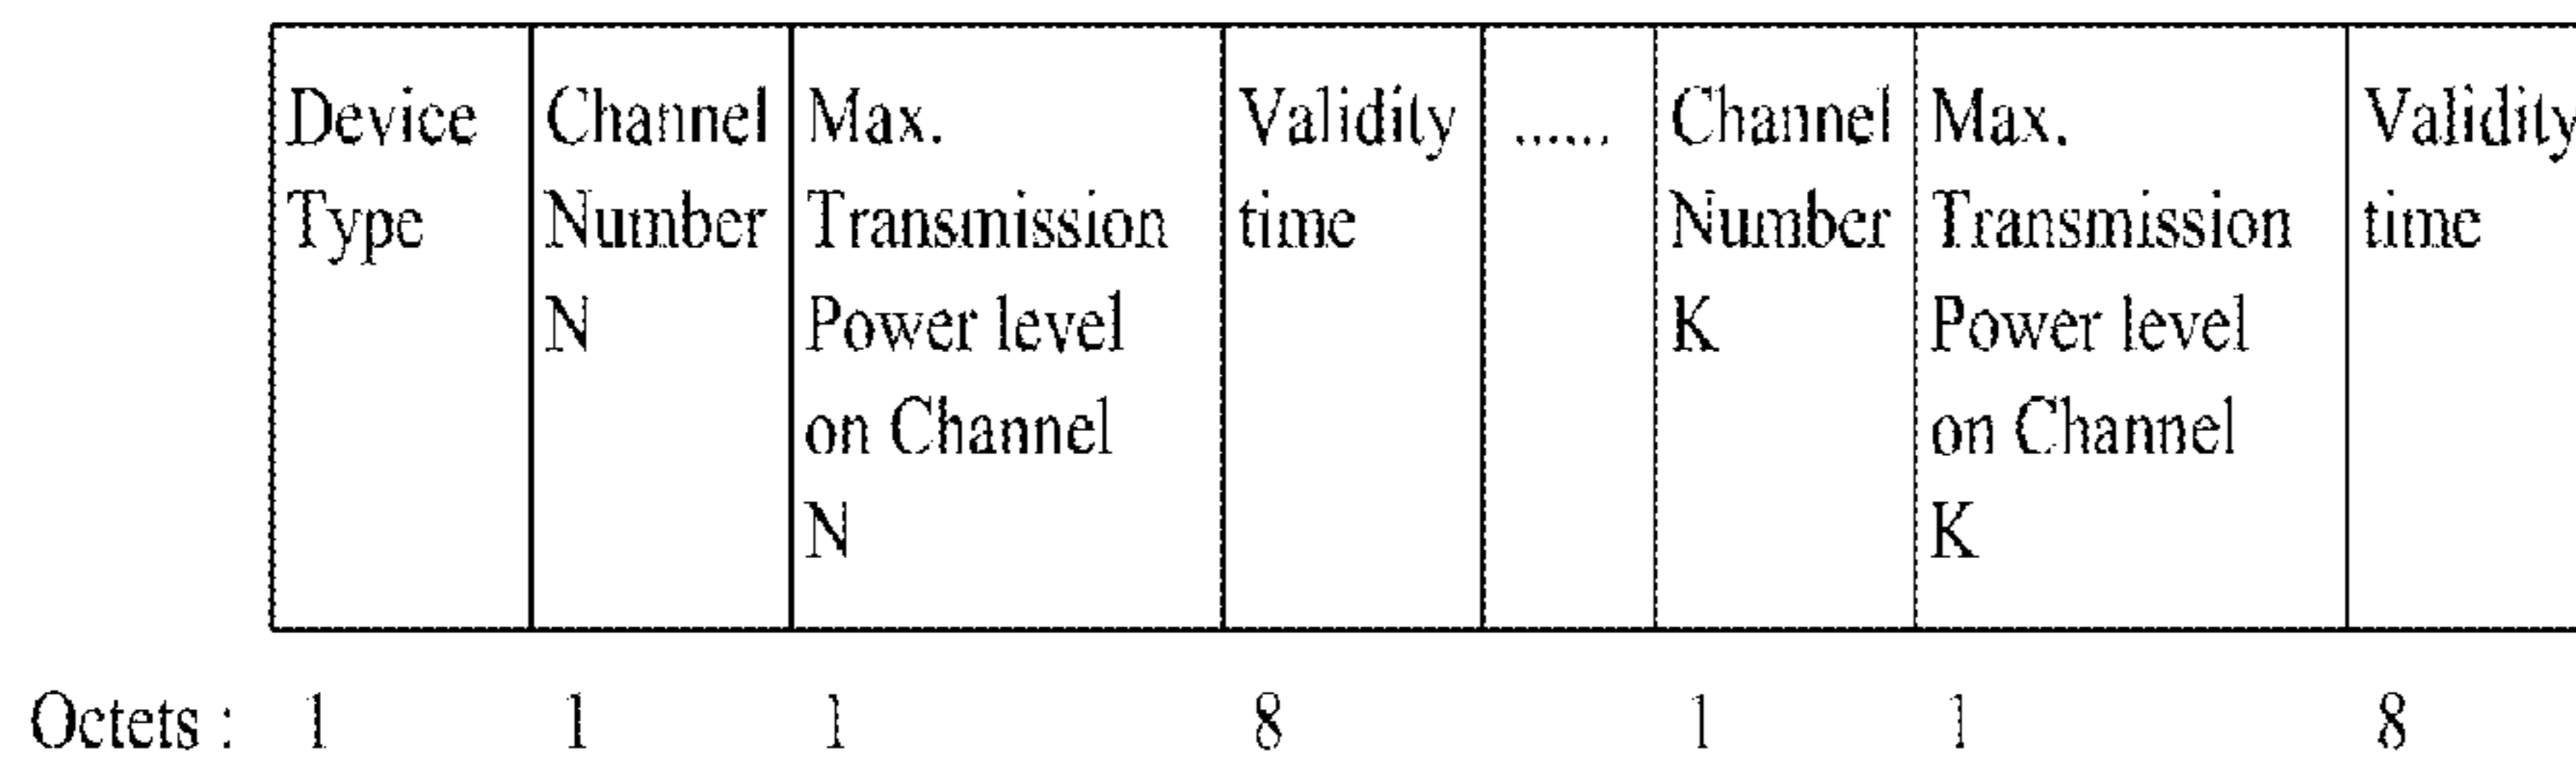 Device
Type
Channel
Number
N
Max.
Transmission
Power level
on Channel
N
Validity
time
......
Channel
Number
K
Max.
Transmission
Power level
on Channel
K
Validity
time
Octets : 1 1 1 8 1 1 8